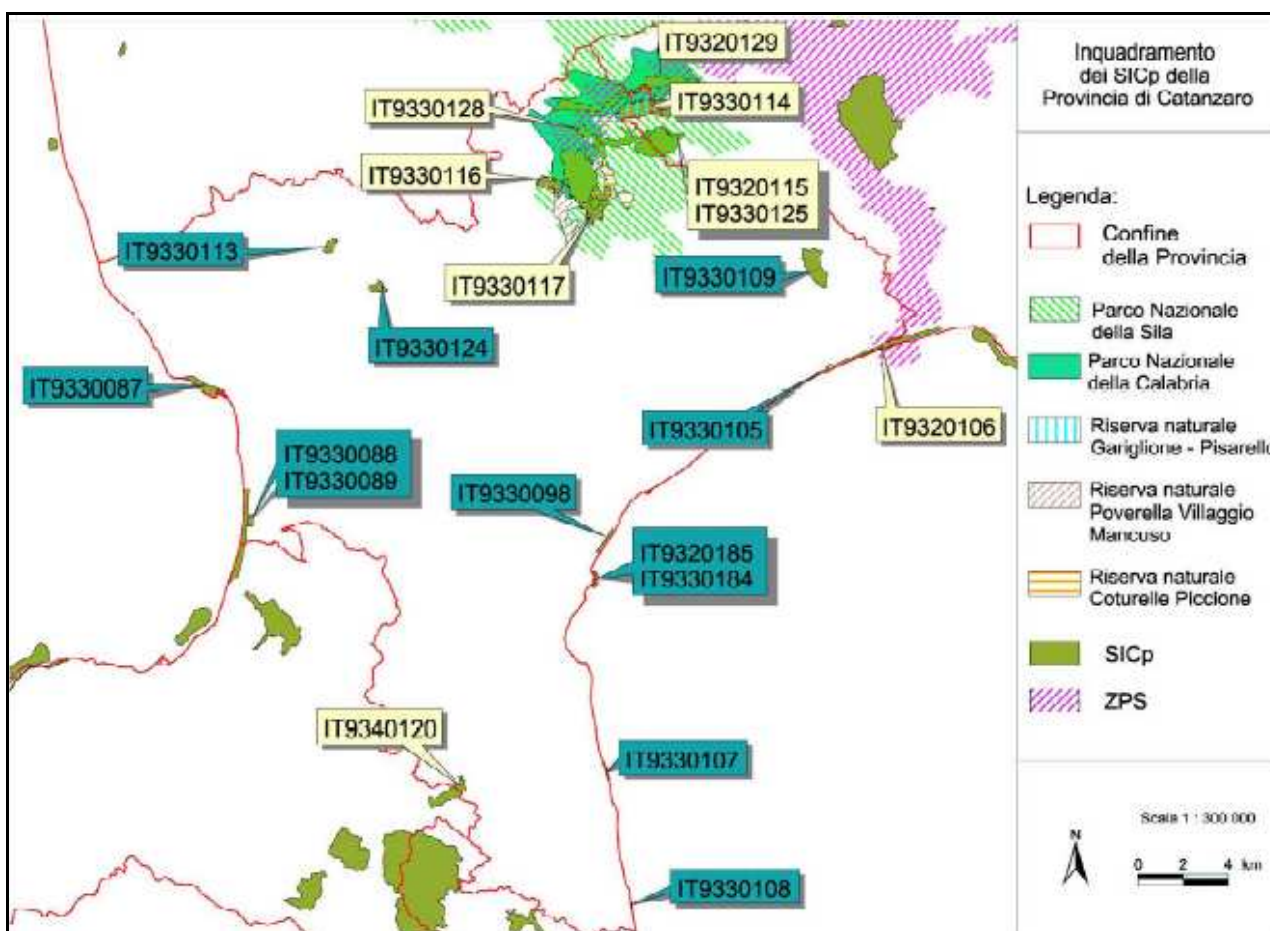 IT9320129
IT9330128
IT9330114
IT9330116
IT9320115
IT9330125
IT9330113
IT9330117
IT9330109
IT9330124
IT9330087
IT9330105
IT9320106
IT9330088
IT9330089
IT9330098
IT9320185
IT9330184
IT9340120
IT9330107
IT9330108
Inquadramento
dei SICp della
Provincia di Catanzaro
Legenda:
Confine
della Provincia
Parco Nazionale
della Sila
Parco Nazionale
della Calabria
Riserva naturale
Gariglione - Pisarello
Riserva naturale
Poverella Villaggio
Mancuso
Riserva naturale
Coturelle Piccione
SICp
ZPS
Scala 1 : 300 000
N
0 2 4 km